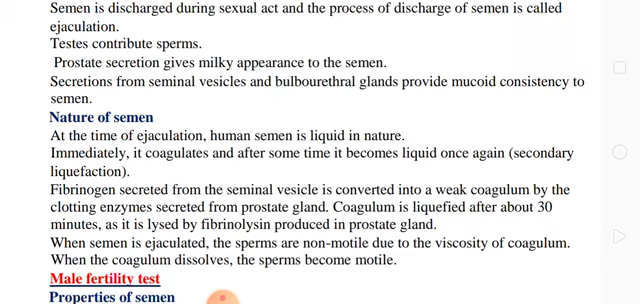 Semen is discharged during sexual act and the process of discharge of semen is called
ejaculation.
Testes contribute sperms.
Prostate secretion gives milky appearance to the semen.
Secretions from seminal vesicles and bulbourethral glands provide mucoid consistency to
semen.
Nature of semen
At the time of ejaculation, human semen is liquid in nature.
Immediately, it coagulates and after some time it becomes liquid once again (secondary
liquefaction).
Fibrinogen secreted from the seminal vesicle is converted into a weak coagulum by the
clotting enzymes secreted from prostate gland. Coagulum is liquefied after about 30
minutes, as it is lysed by fibrinolysin produced in prostate gland.
When semen is ejaculated, the sperms are non-motile due to the viscosity of coagulum.
When the coagulum dissolves, the sperms become motile.
Male fertility test
Properties of semen